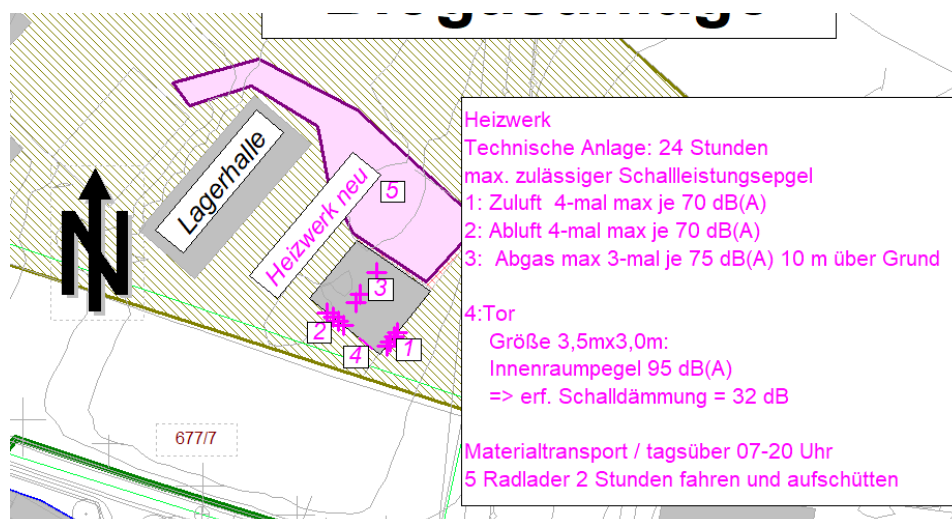 Heizwerk
Technische Anlage: 24 Stunden
max. zulässiger Schallleistungsepgel
1: Zuluft 4-mal max je 70 dB(A)
2: Abluft 4-mal max je 70 dB(A)
3: Abgas max 3-mal je 75 dB(A) 10 m über Grund
4:Tor
Größe 3,5mx3,0m:
Innenraumpegel 95 dB(A)
=> erf. Schalldämmung = 32 dB
Materialtransport / tagsüber 07-20 Uhr
5 Radlader 2 Stunden fahren und aufschütten
Lagerhalle
Heizwerk neu
5
3
2
4
1
N
677/7